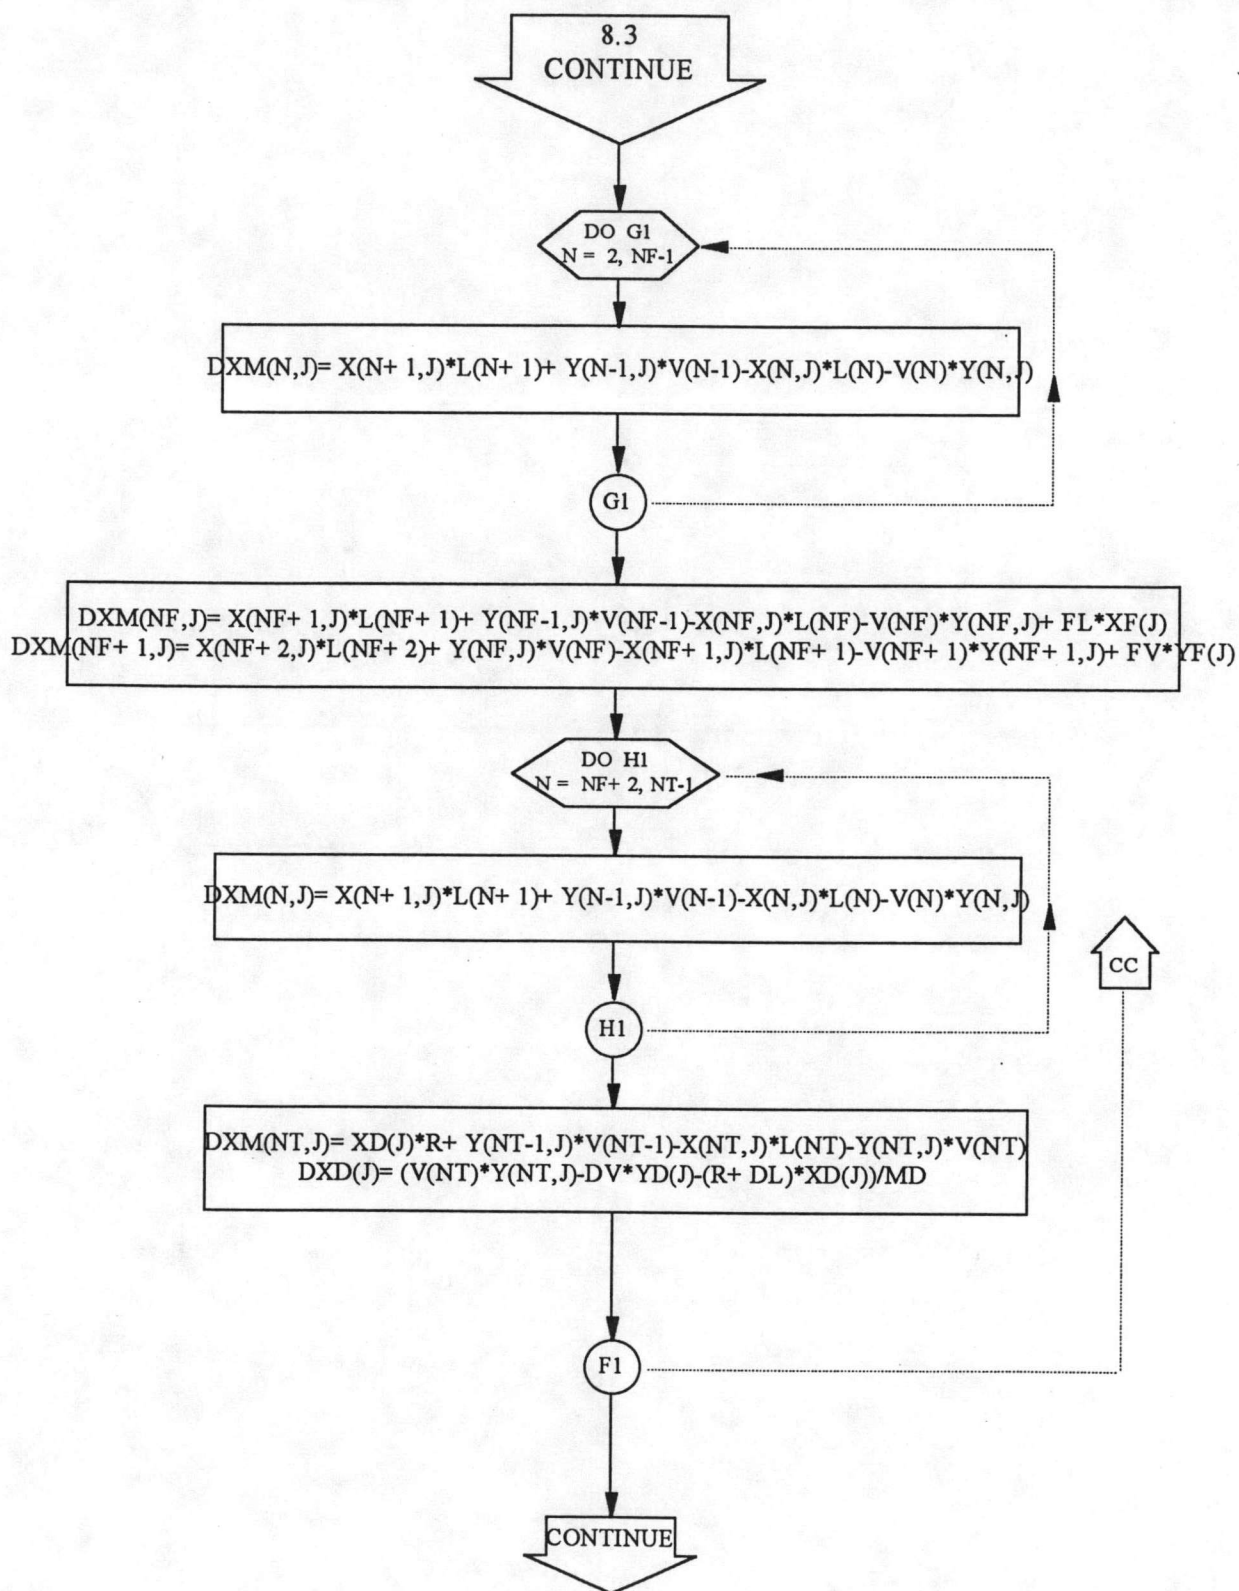 8.3
CONTINUE
DO G1
N = 2, NF-1
DXM(N,J)= X(N+ 1,J)*L(N+ 1)+ Y(N-1,J)*V(N-1)-X(N,J)*L(N)-V(N)*Y(N,J)
G1
DXM(NF,J)= X(NF+ 1,J)*L(NF+ 1)+ Y(NF-1,J)*V(NF-1)-X(NF,J)*L(NF)-V(NF)*Y(NF,J)+ FL*XF(J)
DXM(NF+ 1,J)= X(NF+ 2,J)*L(NF+ 2)+ Y(NF,J)*V(NF)-X(NF+ 1,J)*L(NF+ 1)-V(NF+ 1)*Y(NF+ 1,J)+ FV*YF(J)
DO H1
N = NF+ 2, NT-1
DXM(N,J)= X(N+ 1,J)*L(N+ 1)+ Y(N-1,J)*V(N-1)-X(N,J)*L(N)-V(N)*Y(N,J)
CC
H1
DXM(NT,J)= XD(J)*R+ Y(NT-1,J)*V(NT-1)-X(NT,J)*L(NT)-Y(NT,J)*V(NT)
DXD(J)= (V(NT)*Y(NT,J)-DV*YD(J)-(R+ DL)*XD(J))/MD
F1
CONTINUE